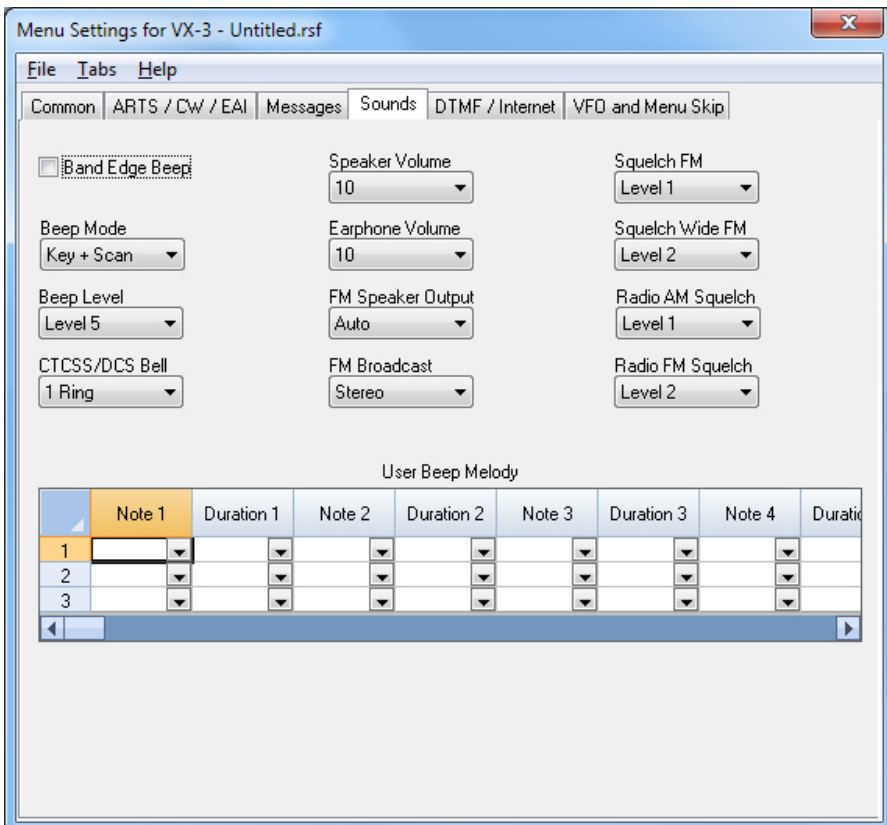 Menu Settings for VX-3 - Untitled.rsf
File Tabs Help
Common ARTS / CW / EAI Messages Sounds DTMF / Internet VFO and Menu Skip
Band Edge Beep Speaker Volume Squelch FM
10 Level 1
Beep Mode Earphone Volume Squelch Wide FM
Key + Scan 10 Level 2
Beep Level FM Speaker Output Radio AM Squelch
Level 5 Auto Level 1
CTCSS/DCS Bell FM Broadcast Radio FM Squelch
1 Ring Stereo Level 2
User Beep Melody
Note 1 Duration 1 Note 2 Duration 2 Note 3 Duration 3 Note 4 Duratio
1
2
3